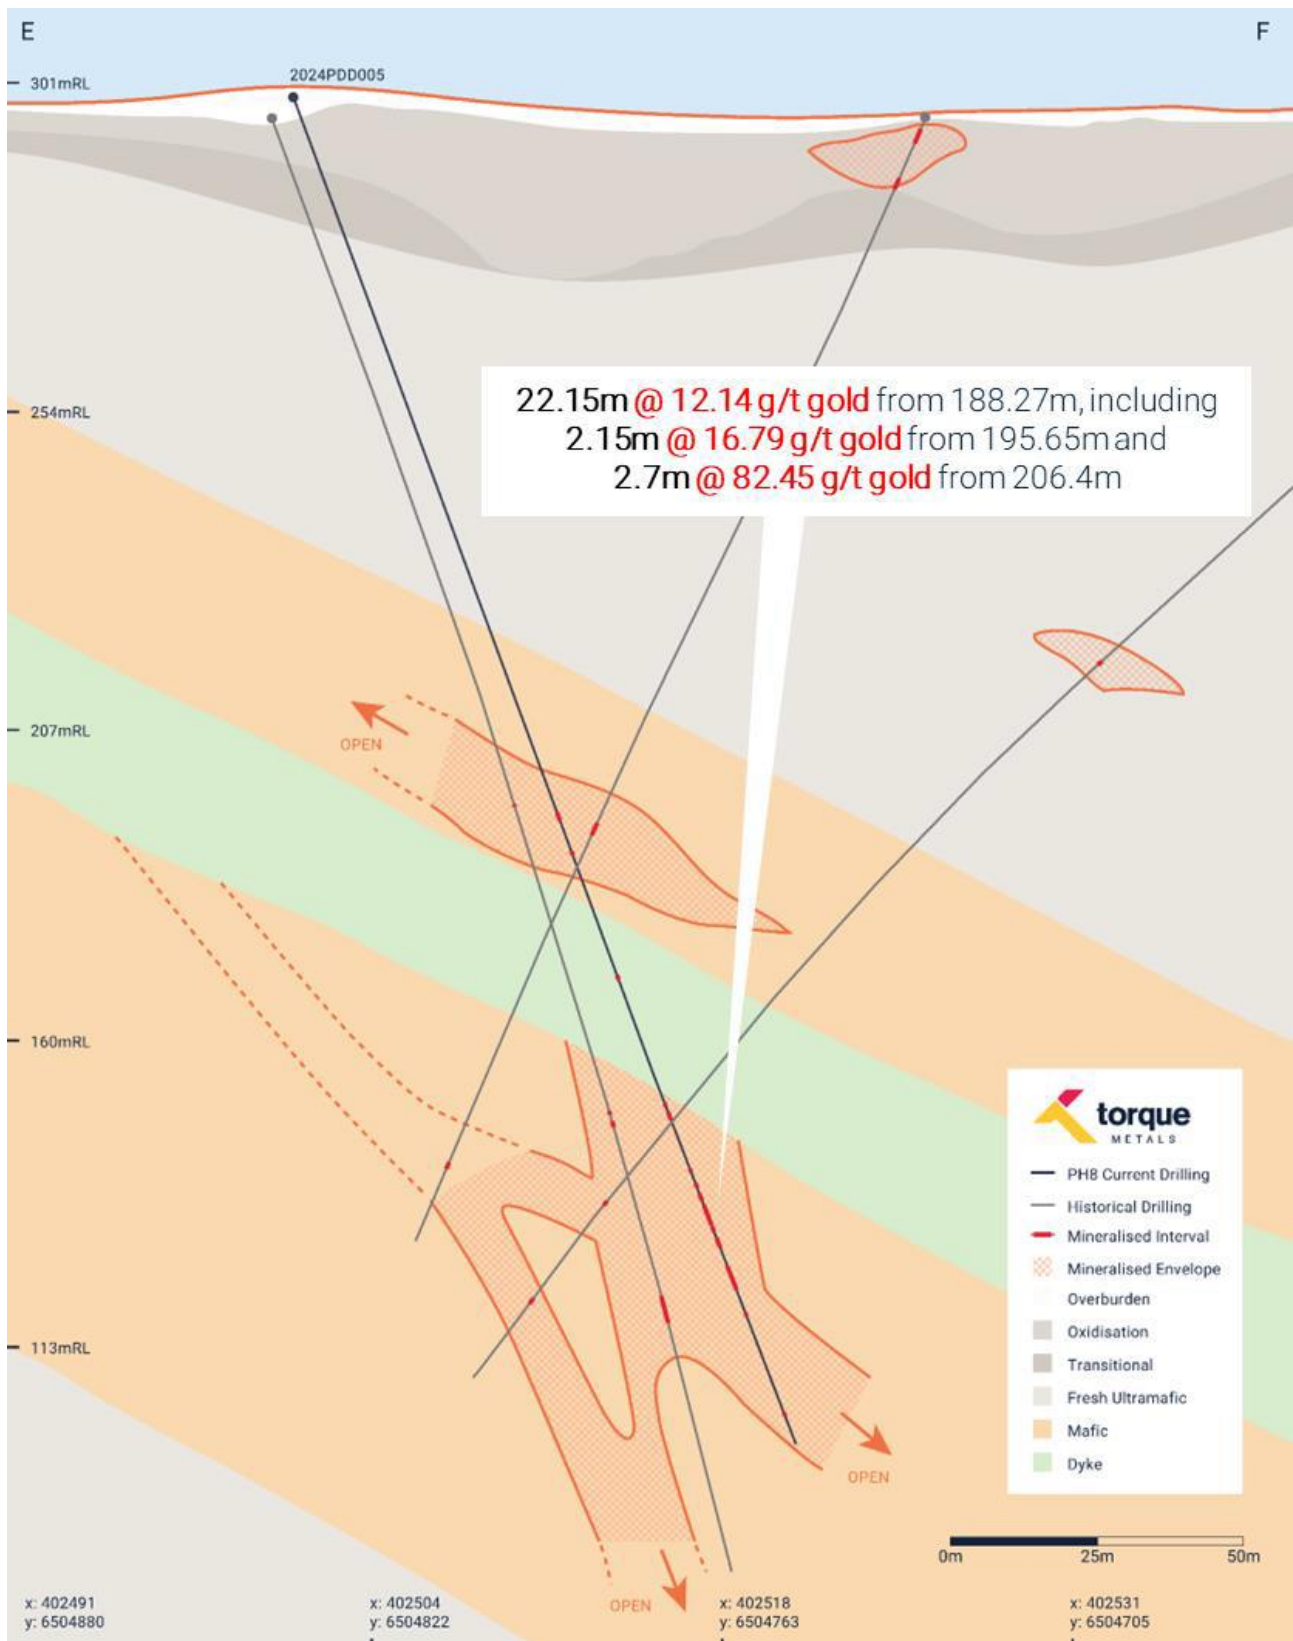 E
F
2024PDD005
301mRL
22.15m @ 12.14 g/t gold from 188.27m, including
2.15m @ 16.79 g/t gold from 195.65m and
2.7m @ 82.45 g/t gold from 206.4m
254mRL
207mRL
OPEN
160mRL
torque
METALS
PH8 Current Drilling
Historical Drilling
Mineralised Interval
Mineralised Envelope
Overburden
Oxidisation
Transitional
Fresh Ultramafic
Mafic
Dyke
113mRL
OPEN
0m 25m 50m
OPEN
x: 402491
y: 6504880
x: 402504
y: 6504822
x: 402518
y: 6504763
x: 402531
y: 6504705